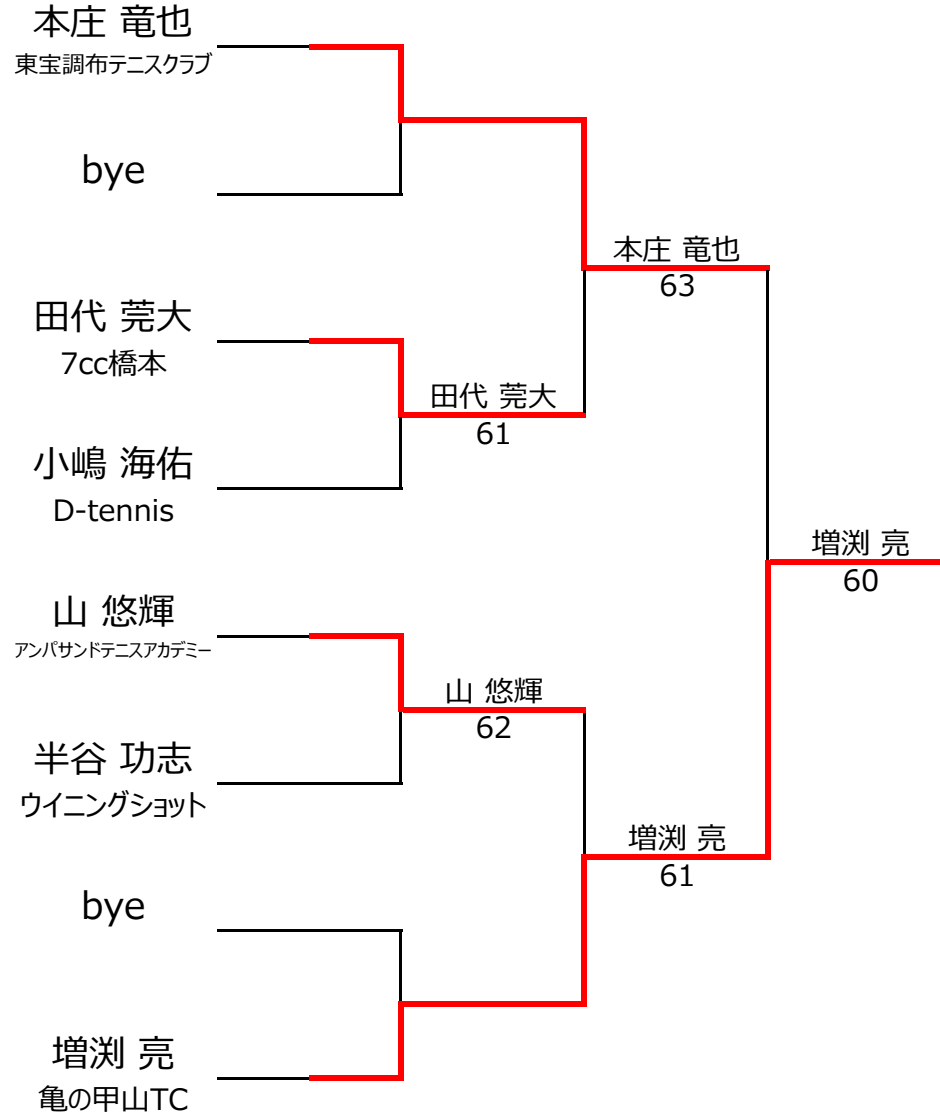 本庄 竜也
東宝調布テニスクラブ
bye
田代 莞大
7cc橋本
小嶋 海佑
D-tennis
山 悠輝
アンパサンドテニスアカデミー
半谷 功志
ウイニングショット
bye
増渕 亮
亀の甲山TC
田代 莞大
61
山 悠輝
62
本庄 竜也
63
増渕 亮
61
増渕 亮
60